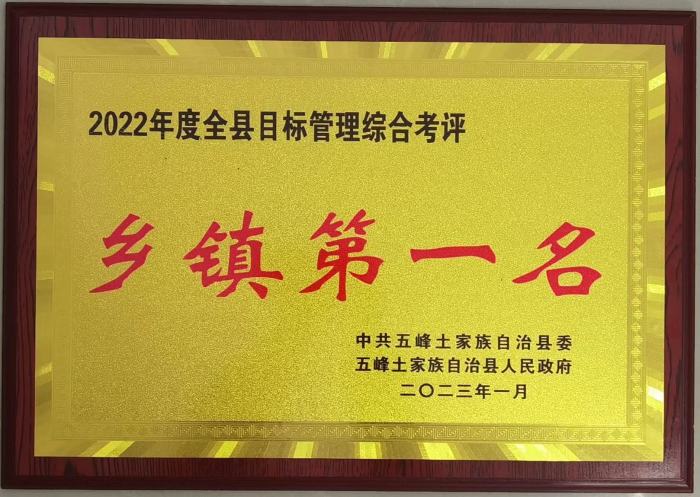 2022年度全县目标管理综合考评
乡镇第一名
中共五峰土家族自治县委
五峰土家族自治县人民政府
二〇二三年一月